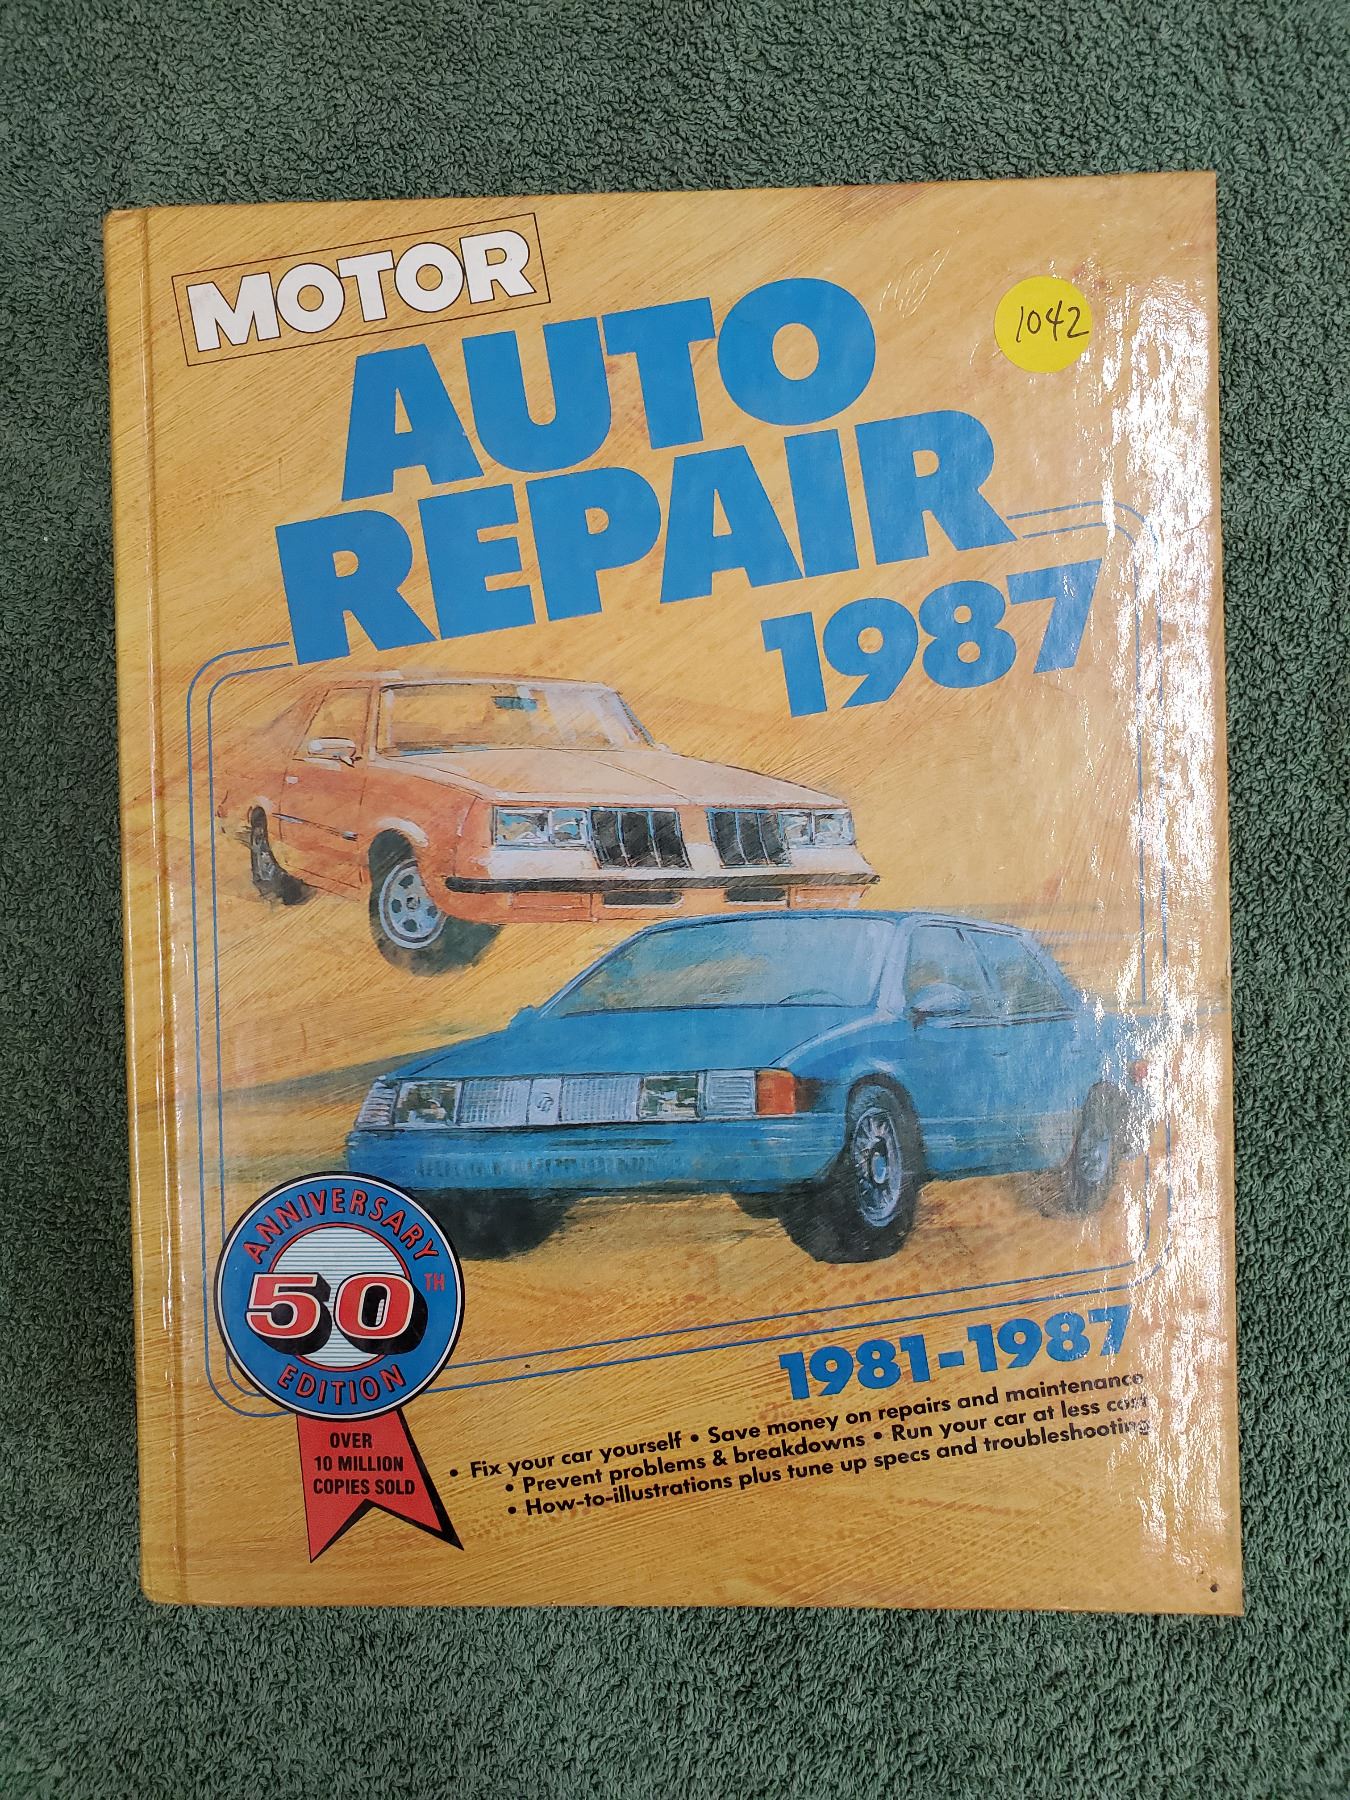 MOTOR
AUTO
REPAIR
1987
1042
ANNIVERSARY
50TH
EDITION
OVER
10 MILLION
COPIES SOLD
1981-1987
• Fix your car yourself • Save money on repairs and maintenance
• Prevent problems & breakdowns • Run your car at less cost
• How-to-illustrations plus tune up specs and troubleshooting